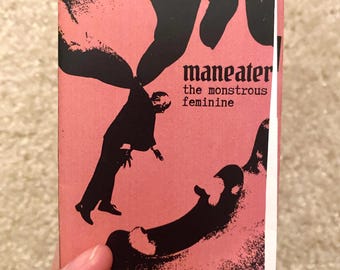 maneater
the monstrous
feminine